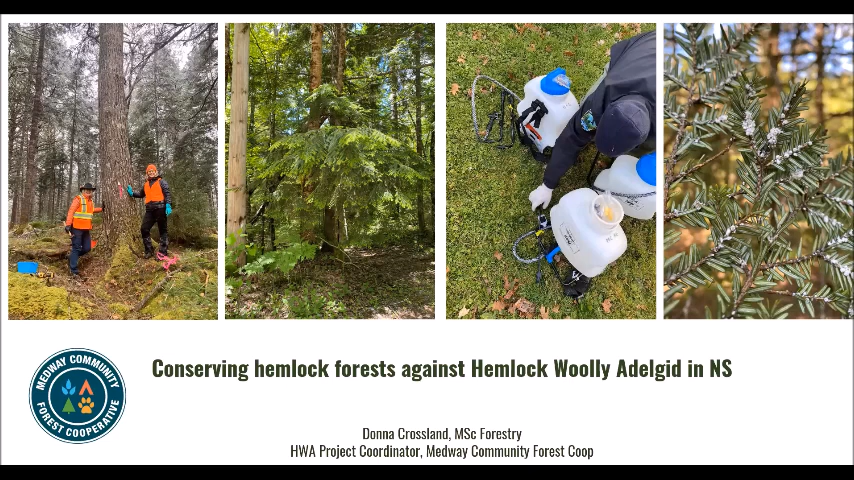 MEDWAY COMMUNITY
FOREST COOPERATIVE
Conserving hemlock forests against Hemlock Woolly Adelgid in NS
Donna Crossland, MSc Forestry
HWA Project Coordinator, Medway Community Forest Coop